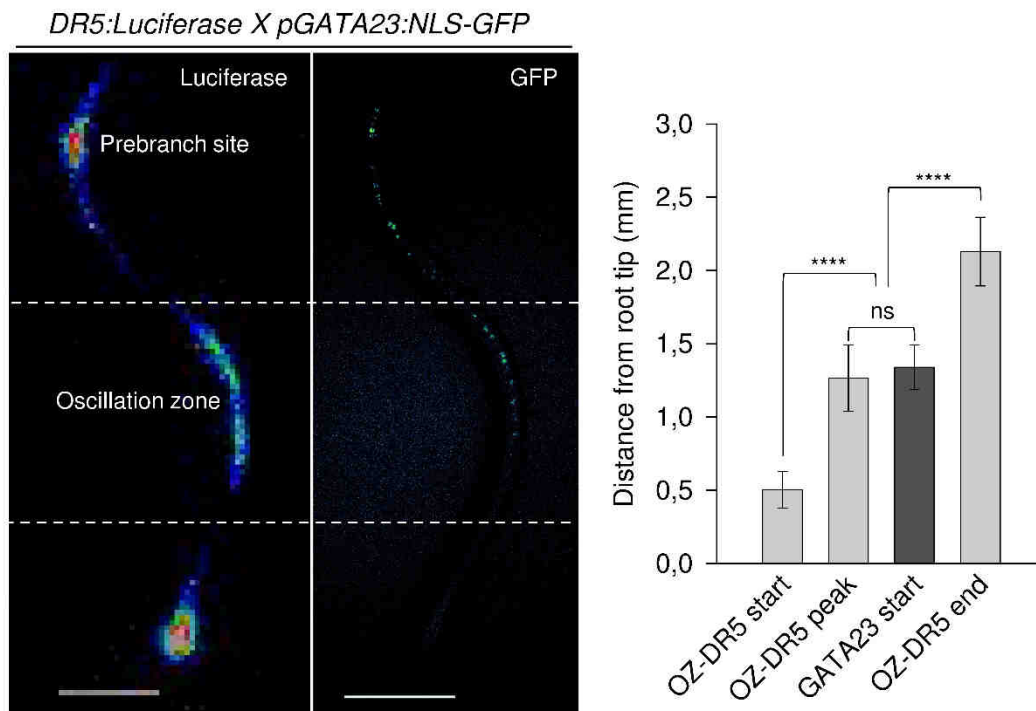 DR5:Luciferase X pGATA23:NLS-GFP
Luciferase
GFP
Prebranch site
Oscillation zone
Distance from root tip (mm)
3,0
2,5
2,0
1,5
1,0
0,5
0,0
****
****
ns
OZ-DR5 start
OZ-DR5 peak
GATA23 start
OZ-DR5 end